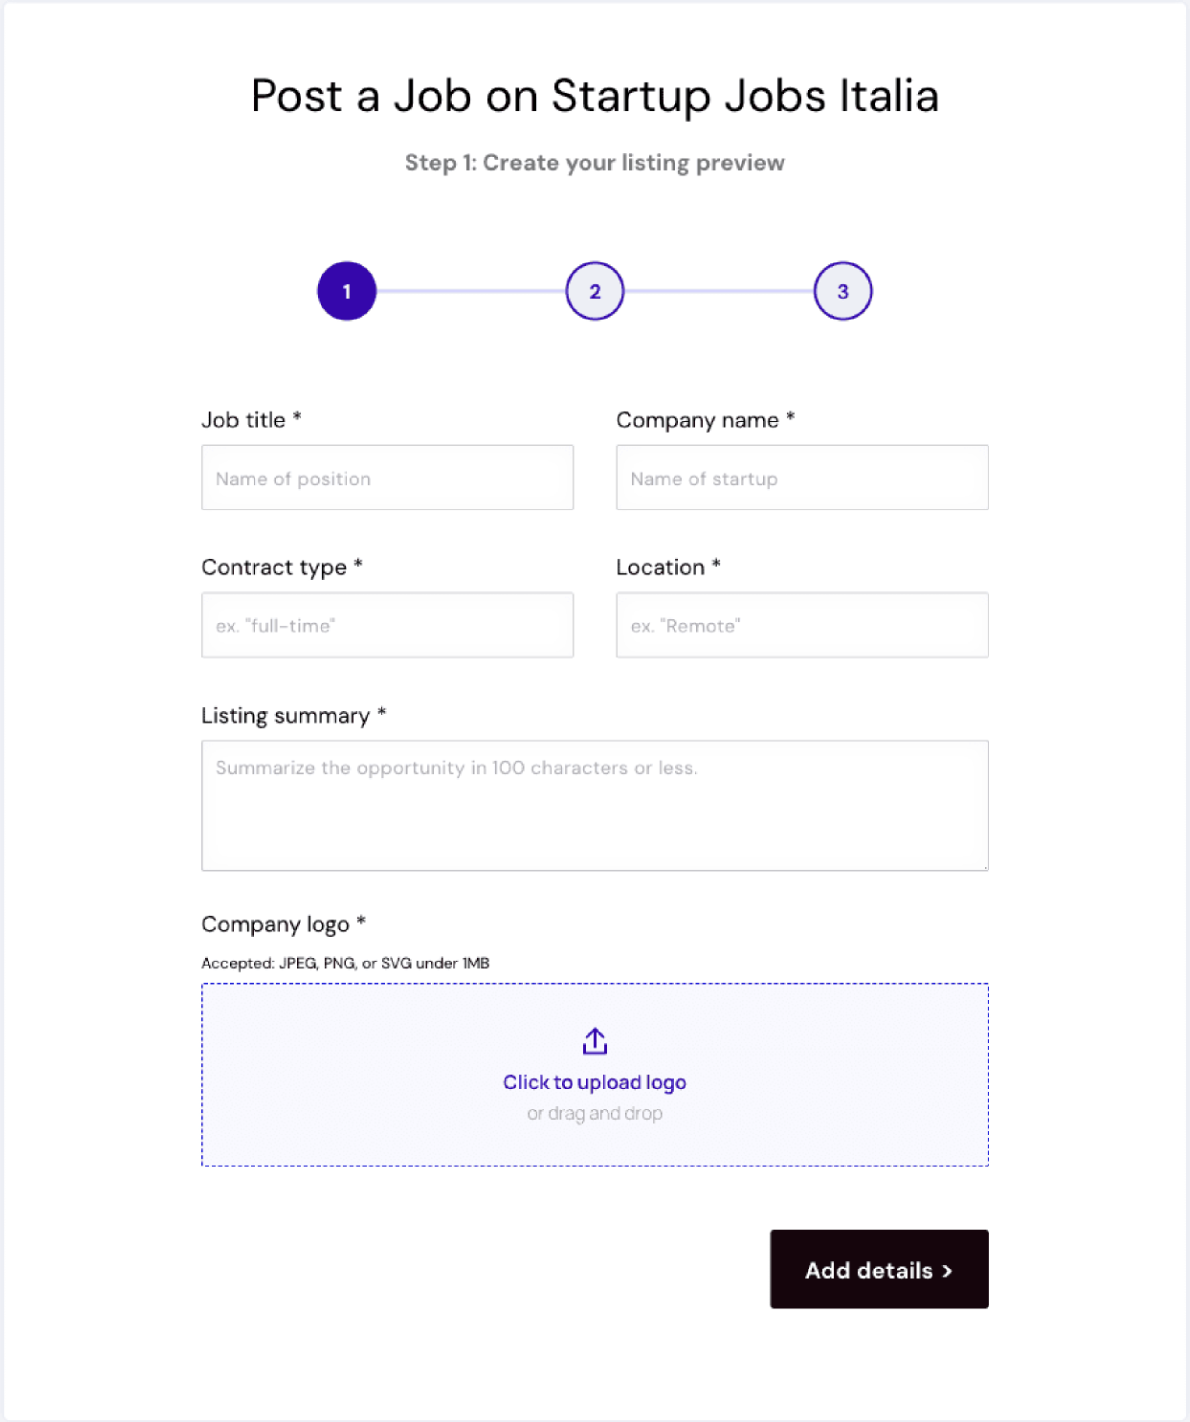 Post a Job on Startup Jobs Italia
Step 1: Create your listing preview
1 2 3
Job title * Company name *
Name of position Name of startup
Contract type * Location *
ex. "full-time" ex. "Remote"
Listing summary *
Summarize the opportunity in 100 characters or less.
Company logo *
Accepted: JPEG, PNG, or SVG under 1MB
Click to upload logo
or drag and drop
Add details >